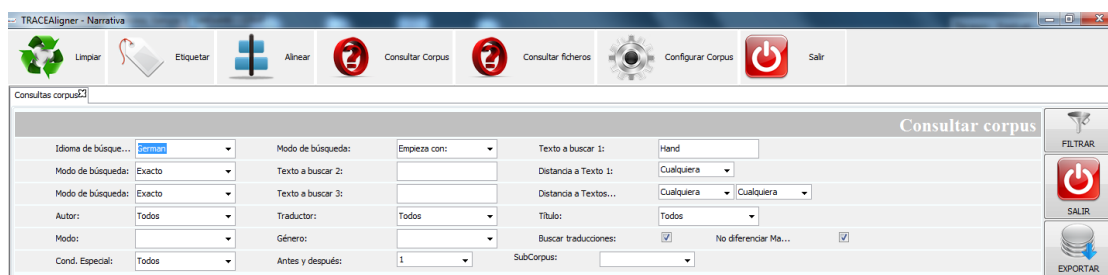 TRACEAligner - Narrativa
Limpiar Etiquetar Alinear Consultar Corpus Consultar ficheros Configurar Corpus Salir
Consultas corpus
Consultar corpus
Idioma de búsque... German Modo de búsqueda: Empieza con: Texto a buscar 1: Hand
FILTRAR
Modo de búsqueda: Exacto Texto a buscar 2: Distancia a Texto 1: Cualquiera
Modo de búsqueda: Exacto Texto a buscar 3: Distancia a Textos... Cualquiera Cualquiera
Autor: Todos Traductor: Todos Título: Todos
SALIR
Modo: Género: Buscar traducciones: No diferenciar Ma...
Cond. Especial: Todos Antes y después: 1 SubCorpus:
EXPORTAR